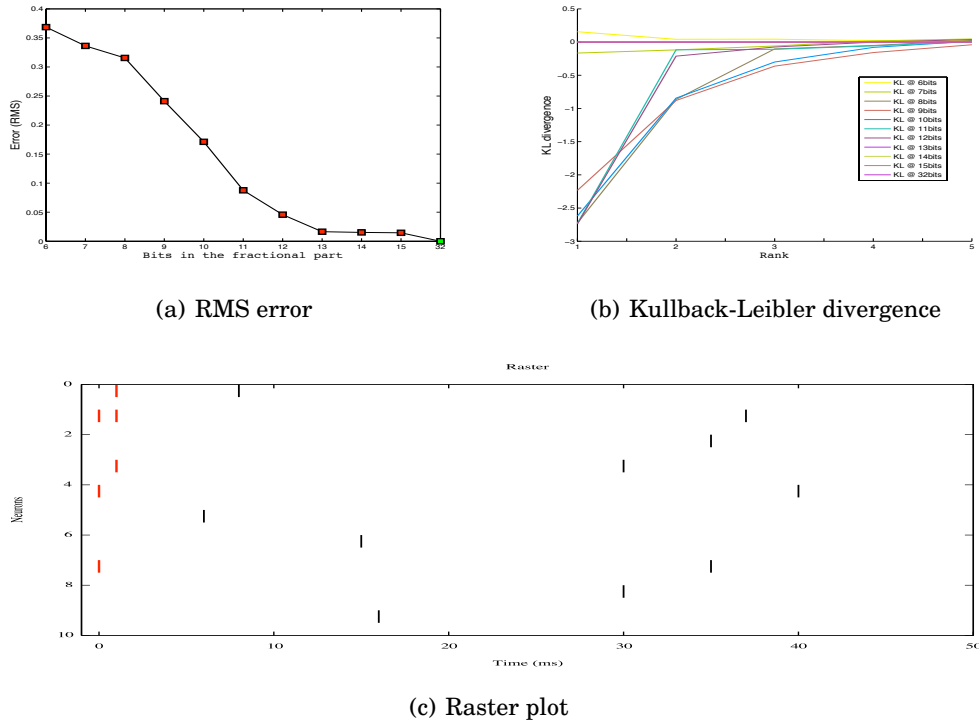 0.4
0.35
0.3
0.25
0.2
0.15
0.1
0.05
0
Error (RMS)
6 7 8 9 10 11 12 13 14 15 32
Bits in the fractional part
(a) RMS error
0.5
0
−0.5
−1
−1.5
−2
−2.5
−3
KL divergence
KL @ 6bits
KL @ 7bits
KL @ 8bits
KL @ 9bits
KL @ 10bits
KL @ 11bits
KL @ 12bits
KL @ 13bits
KL @ 14bits
KL @ 15bits
KL @ 32bits
1 2 3 4 5
Rank
(b) Kullback-Leibler divergence
Raster
0
2
4
6
8
10
Neurons
0 10 20 30 40 50
Time (ms)
(c) Raster plot